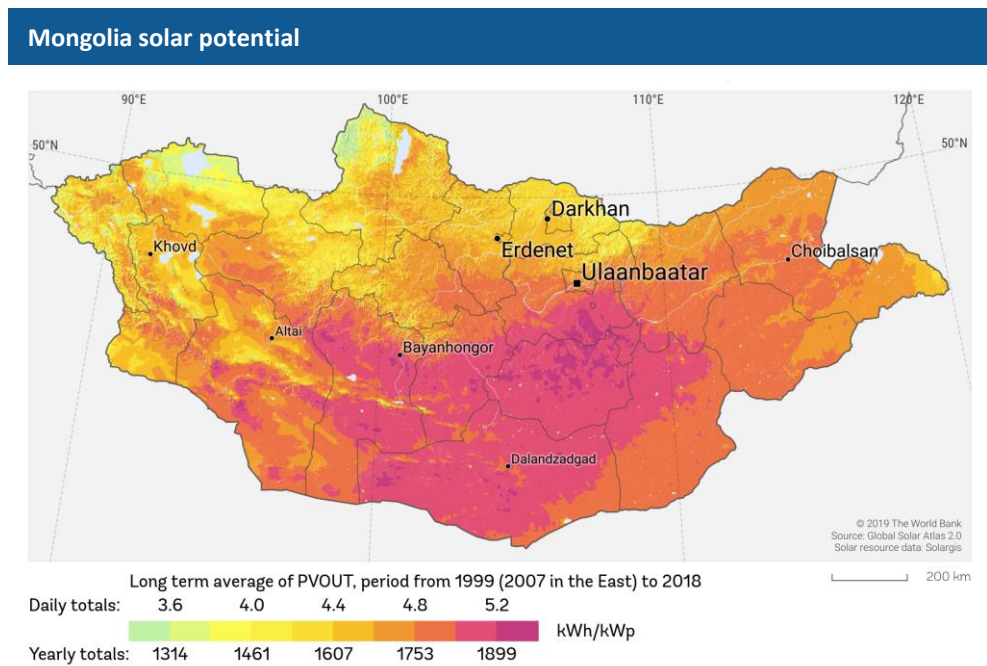 Mongolia solar potential
90°E 100°E 110°E 120°E
50°N 50°N
Darkhan
Erdenet
Khovd
Choibalsan
Ulaanbaatar
Altai
Bayanhongor
Dalandzadgad
© 2019 The World Bank
Source: Global Solar Atlas 2.0
Solar resource data: Solargis
Long term average of PVOUT, period from 1999 (2007 in the East) to 2018
200 km
Daily totals: 3.6 4.0 4.4 4.8 5.2
kWh/kWp
Yearly totals: 1314 1461 1607 1753 1899